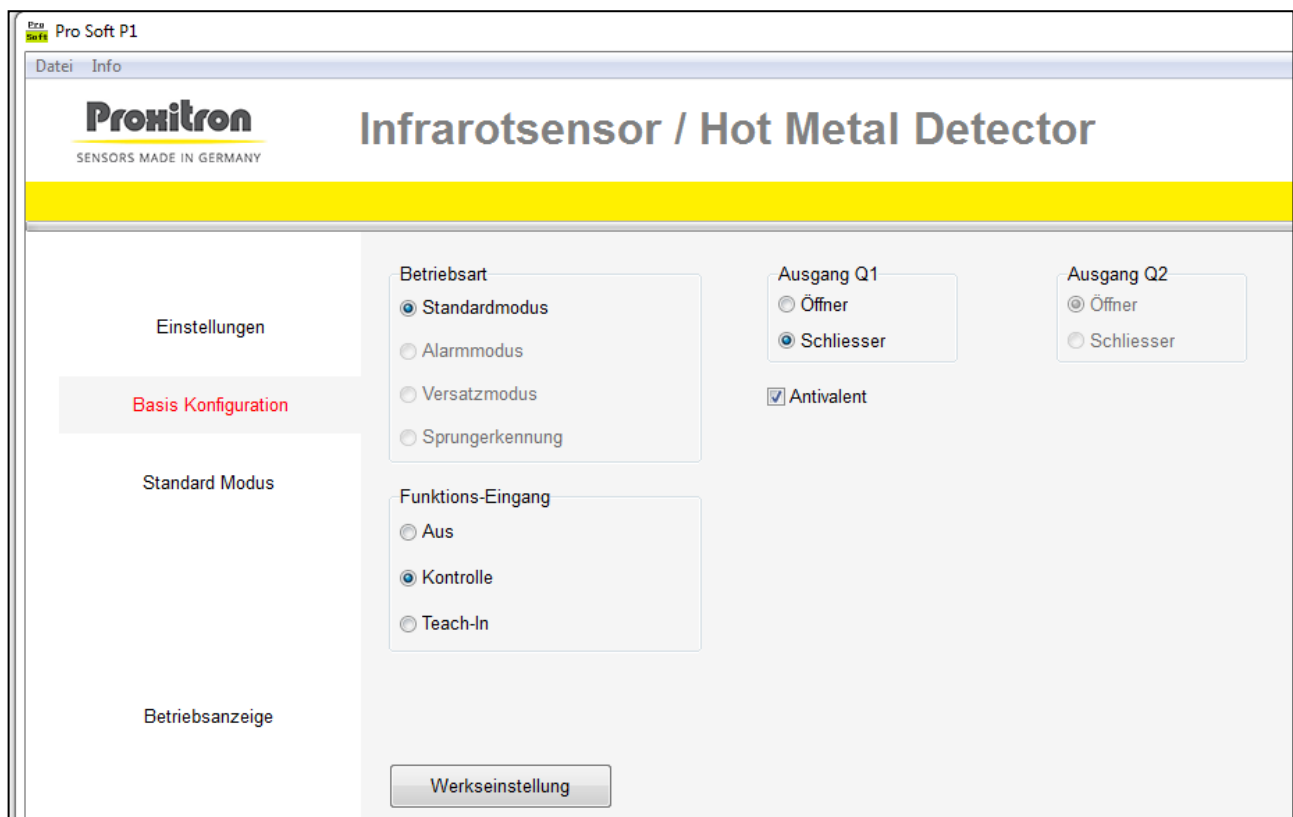 Pro Soft
Pro Soft P1
Datei Info
Proxitron
SENSORS MADE IN GERMANY
Infrarotsensor / Hot Metal Detector
Einstellungen
Basis Konfiguration
Standard Modus
Betriebsanzeige
Betriebsart
Standardmodus
Alarmmodus
Versatzmodus
Sprungerkennung
Funktions-Eingang
Aus
Kontrolle
Teach-In
Werkseinstellung
Ausgang Q1
Öffner
Schliesser
Antivalent
Ausgang Q2
Öffner
Schliesser